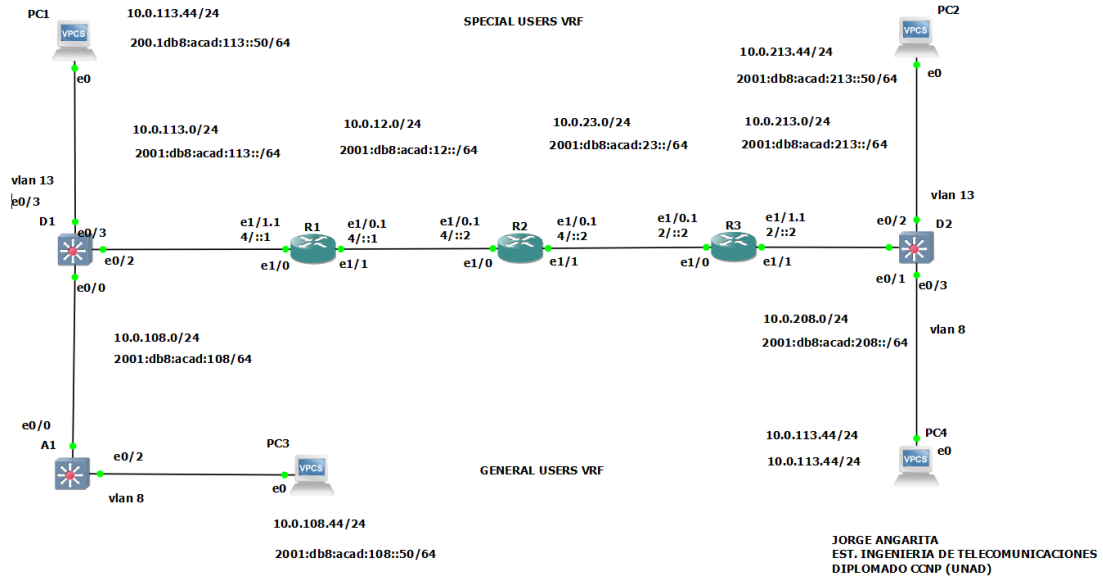 PC1
10.0.113.44/24
SPECIAL USERS VRF
PC2
VPCS
200.1db8:acad:113::50/64
e0
10.0.213.44/24
VPCS
2001:db8:acad:213::50/64
e0
10.0.113.0/24
2001:db8:acad:113::/64
10.0.12.0/24
2001:db8:acad:12::/64
10.0.23.0/24
2001:db8:acad:23::/64
10.0.213.0/24
2001:db8:acad:213::/64
vlan 13
e0/3
D1
e0/3
e0/2
e0/0
e1/1.1
4/::1
R1
e1/0.1
4/::1
e1/0
e1/1
e1/0.1
4/::2
R2
e1/0.1
4/::2
e1/0
e1/1
e1/0.1
2/::2
R3
e1/1.1
2/::2
e1/0
e1/1
vlan 13
e0/2
D2
e0/1
e0/3
10.0.108.0/24
2001:db8:acad:108/64
10.0.208.0/24
2001:db8:acad:208::/64
vlan 8
e0/0
A1
e0/2
vlan 8
PC3
VPCS
e0
10.0.108.44/24
2001:db8:acad:108::50/64
GENERAL USERS VRF
10.0.113.44/24
10.0.113.44/24
PC4
VPCS
e0
JORGE ANGARITA
EST. INGENIERIA DE TELECOMUNICACIONES
DIPLOMADO CCNP (UNAD)